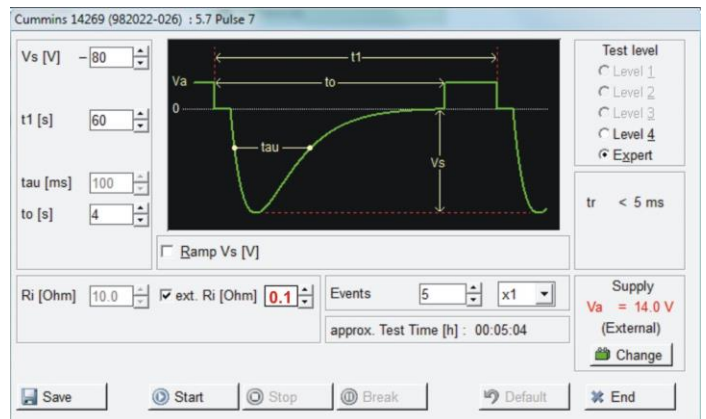 Cummins 14269 (982022-026) : 5.7 Pulse 7
Vs [V] – 80
t1 [s] 60
tau [ms] 100
to [s] 4
t1
Va
to
0
tau
Vs
Ramp Vs [V]
Test level
Level 1
Level 2
Level 3
Level 4
Expert
tr < 5 ms
Ri [Ohm] 10.0 ext. Ri [Ohm] 0.1
Events 5 x1
approx. Test Time [h] : 00:05:04
Supply
Va = 14.0 V
(External)
Change
Save Start Stop Break Default End